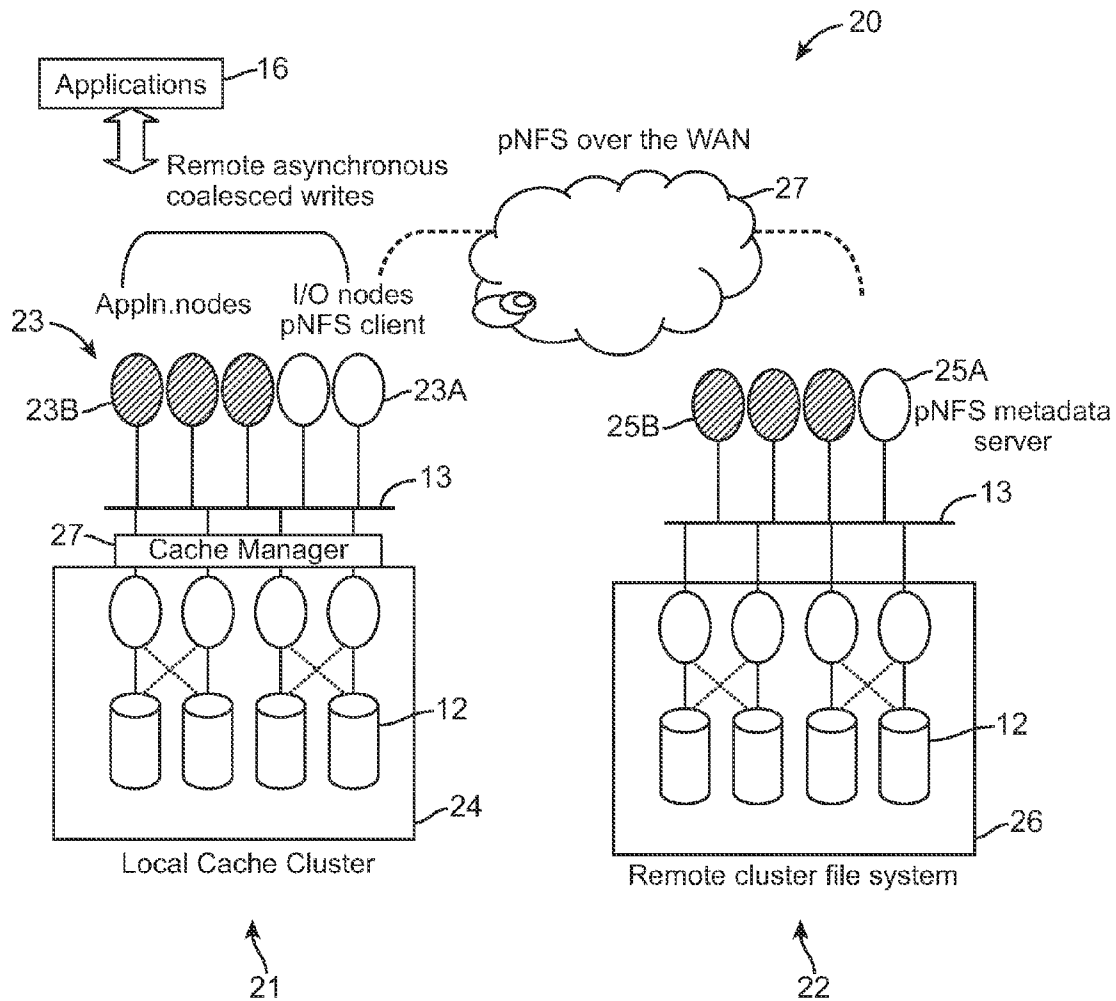 20
Applications
16
pNFS over the WAN
Remote asynchronous
coalesced writes
27
Appln.nodes
I/O nodes
pNFS client
23
23B
23A
25A
25B
pNFS metadata
server
13
13
27
Cache Manager
12
12
24
26
Local Cache Cluster
Remote cluster file system
21
22